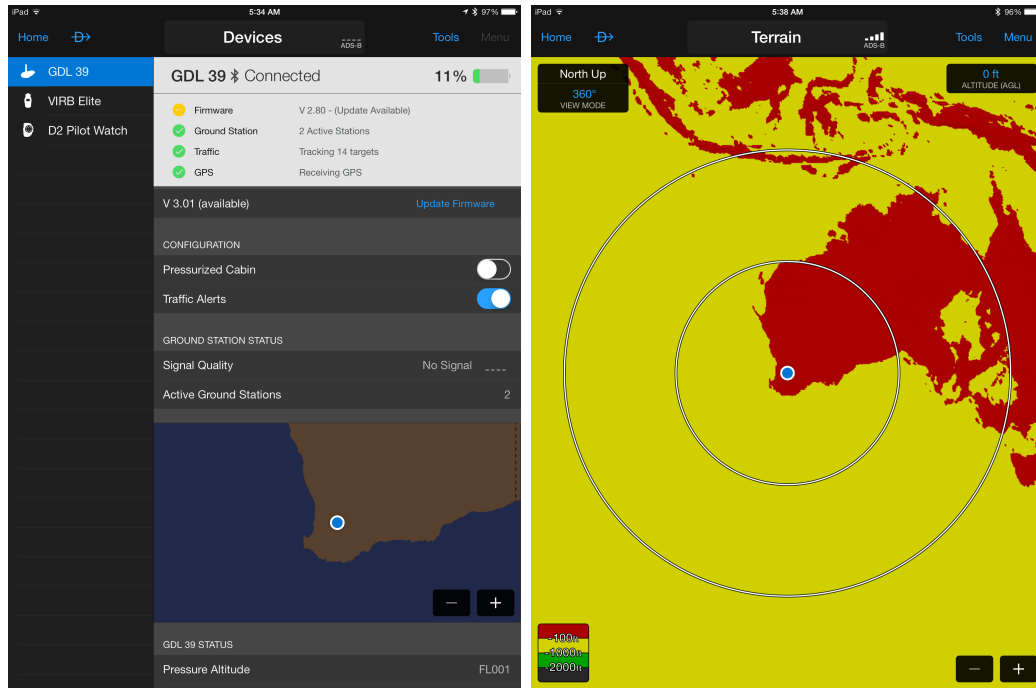 iPad 5:34 AM 97%
Home Devices ADS-B Tools Menu
GDL 39
VIRB Elite
D2 Pilot Watch
GDL 39 Connected 11%
Firmware V 2.80 - (Update Available)
Ground Station 2 Active Stations
Traffic Tracking 14 targets
GPS Receiving GPS
V 3.01 (available) Update Firmware
CONFIGURATION
Pressurized Cabin
Traffic Alerts
GROUND STATION STATUS
Signal Quality No Signal
Active Ground Stations 2
GDL 39 STATUS
Pressure Altitude FL001
iPad 5:38 AM 96%
Home Terrain ADS-B Tools Menu
North Up
360°
VIEW MODE
0 ft
ALTITUDE (AGL)
-100ft
-1000ft
-2000ft